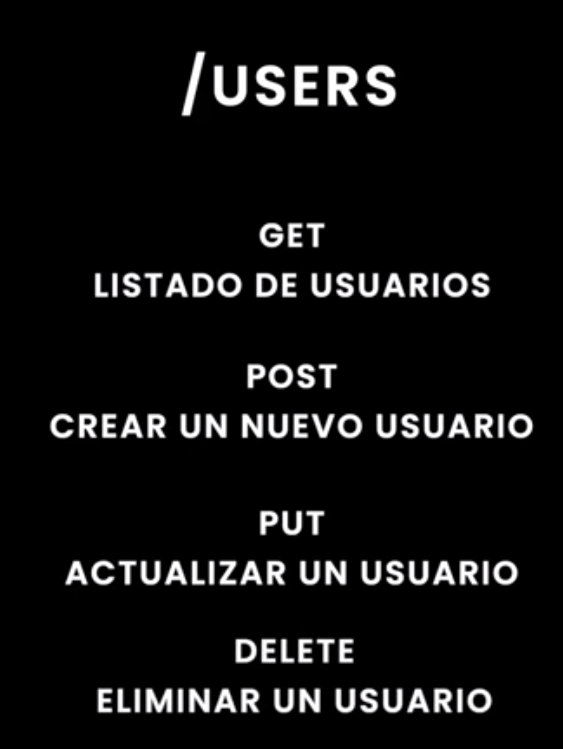 /USERS
GET
LISTADO DE USUARIOS
POST
CREAR UN NUEVO USUARIO
PUT
ACTUALIZAR UN USUARIO
DELETE
ELIMINAR UN USUARIO